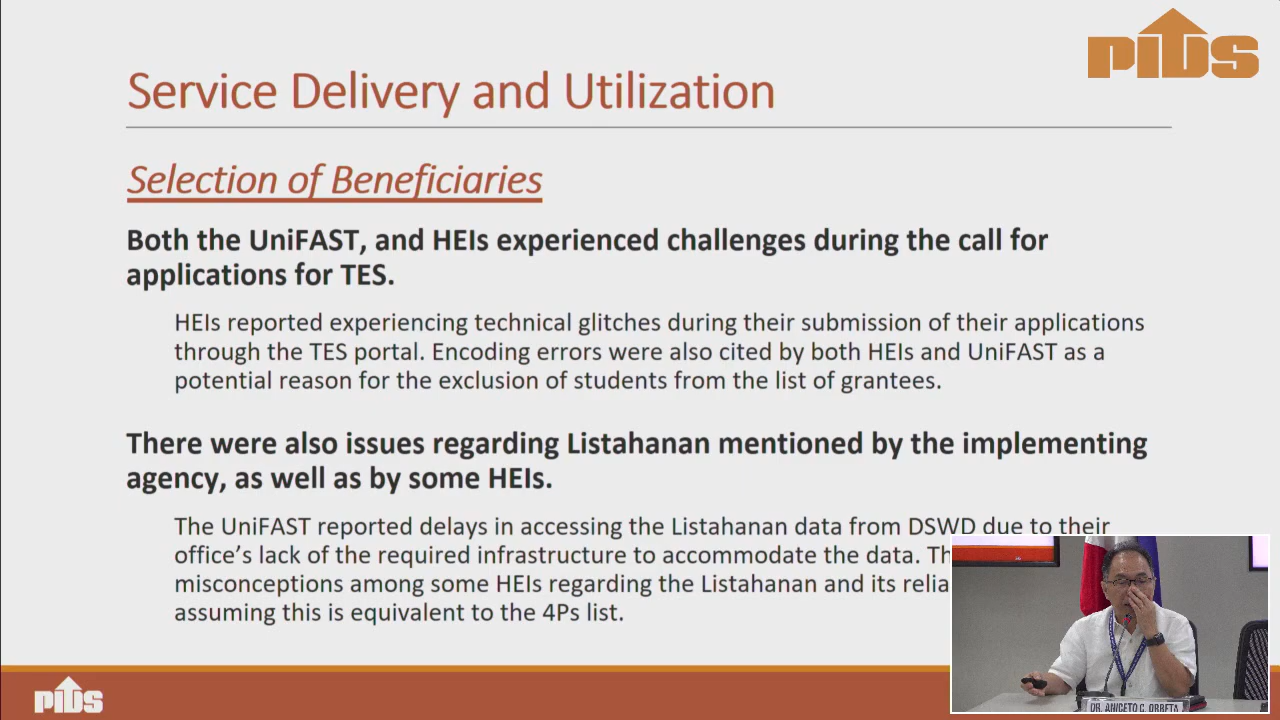 PIDS
Service Delivery and Utilization
Selection of Beneficiaries
Both the UniFAST, and HEIs experienced challenges during the call for
applications for TES.
HEIs reported experiencing technical glitches during their submission of their applications
through the TES portal. Encoding errors were also cited by both HEIs and UniFAST as a
potential reason for the exclusion of students from the list of grantees.
There were also issues regarding Listahanan mentioned by the implementing
agency, as well as by some HEIs.
The UniFAST reported delays in accessing the Listahanan data from DSWD due to their
office's lack of the required infrastructure to accommodate the data.
misconceptions among some HEIs regarding the Listahanan and its
assuming this is equivalent to the 4Ps list.
PIDS
DR. ANICETO C. ORBETA